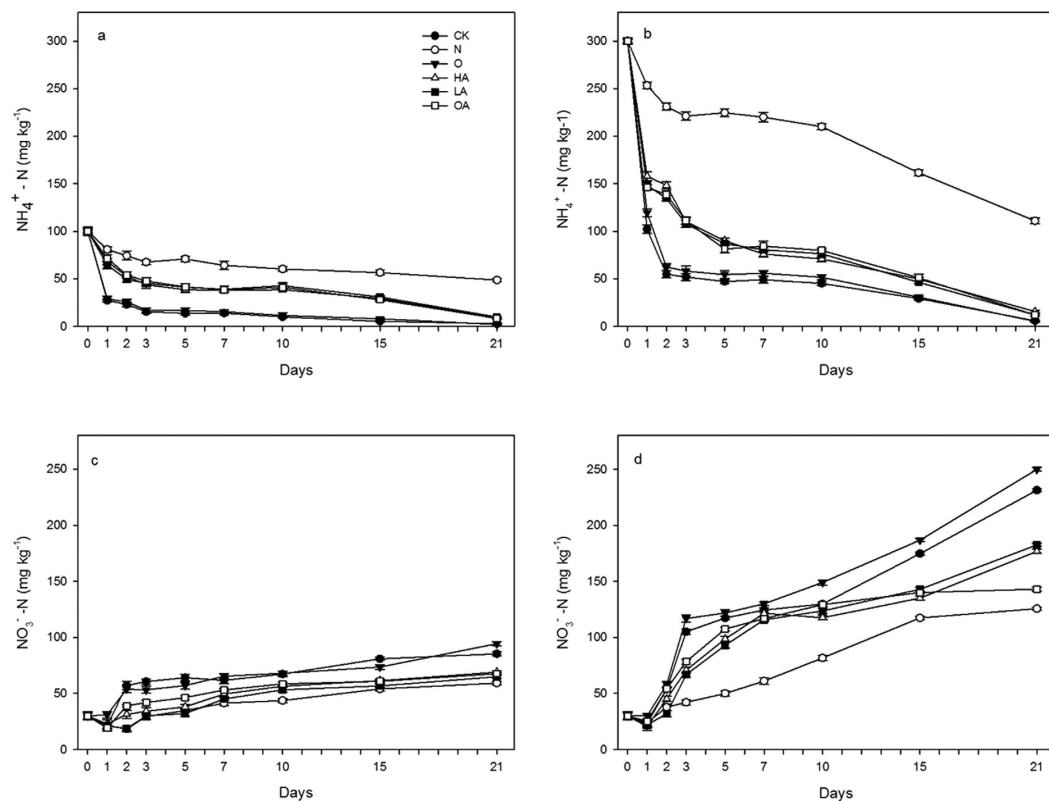 a
CK
N
O
HA
LA
OA
300
250
200
150
100
50
0
NH₄⁺ - N (mg kg⁻¹)
0 1 2 3 5 7 10 15 21
Days
b
300
250
200
150
100
50
0
NH₄⁺ -N (mg kg-1)
0 1 2 3 5 7 10 15 21
Days
c
250
200
150
100
50
0
NO₃⁻ -N (mg kg⁻¹)
0 1 2 3 5 7 10 15 21
Days
d
250
200
150
100
50
0
NO₃⁻ -N (mg kg⁻¹)
0 1 2 3 5 7 10 15 21
Days